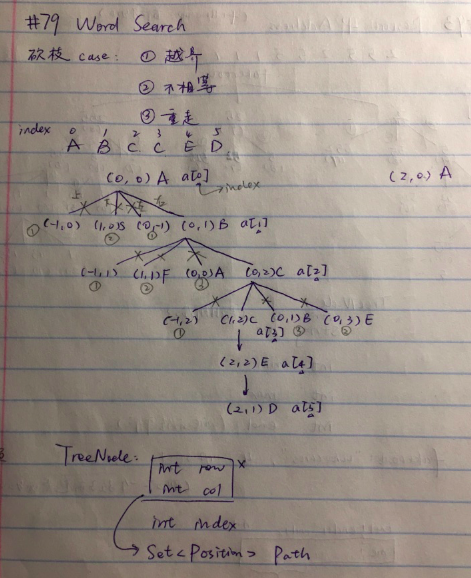 #79 Word Search
砍枝 case: ① 越界
② 不相等
③ 重走
index 0 1 2 3 4 5
A B C C E D
(0,0) A a[0] (2,0) A
index
上 下 左 右
① (-1,0) (1,0)S (0,-1) (0,1) B a[1]
② ①
(-1,1) (1,1)F (0,0)A (0,2)C a[2]
① ② ③
(-1,2) (1,2)C (0,1)B (0,3)E
① a[3] ③ ②
(2,2) E a[4]
(2,1) D a[5]
TreeNode: int row x
int col
int index
Set<Position> Path